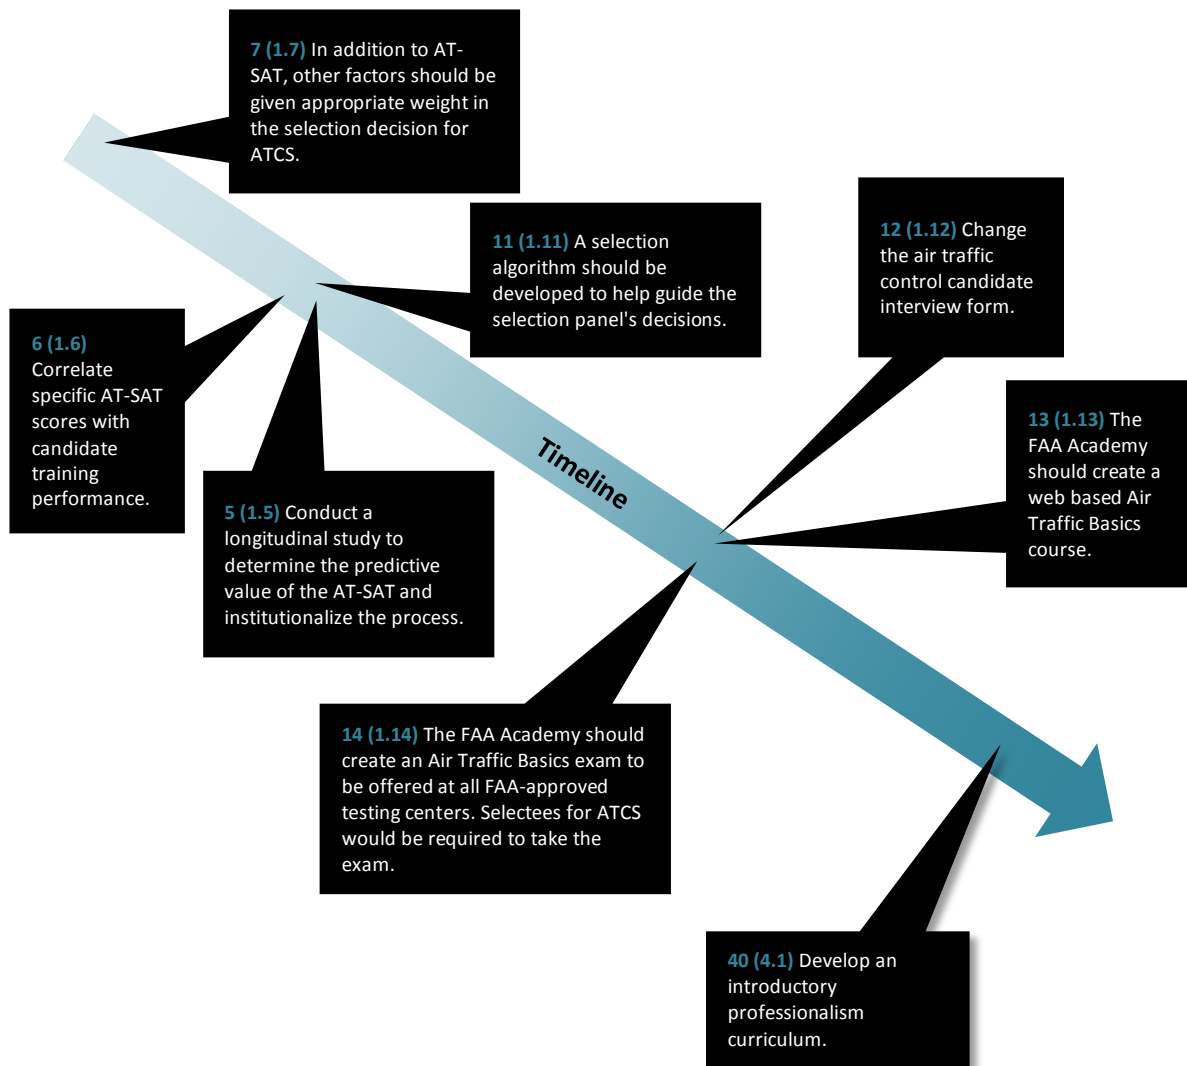 7 (1.7) In addition to AT-
SAT, other factors should be
given appropriate weight in
the selection decision for
ATCS.
11 (1.11) A selection
algorithm should be
developed to help guide the
selection panel's decisions.
12 (1.12) Change
the air traffic
control candidate
interview form.
6 (1.6)
Correlate
specific AT-SAT
scores with
candidate
training
performance.
13 (1.13) The
FAA Academy
should create a
web based Air
Traffic Basics
course.
Timeline
5 (1.5) Conduct a
longitudinal study to
determine the predictive
value of the AT-SAT and
institutionalize the process.
14 (1.14) The FAA Academy should
create an Air Traffic Basics exam to
be offered at all FAA-approved
testing centers. Selectees for ATCS
would be required to take the
exam.
40 (4.1) Develop an
introductory
professionalism
curriculum.